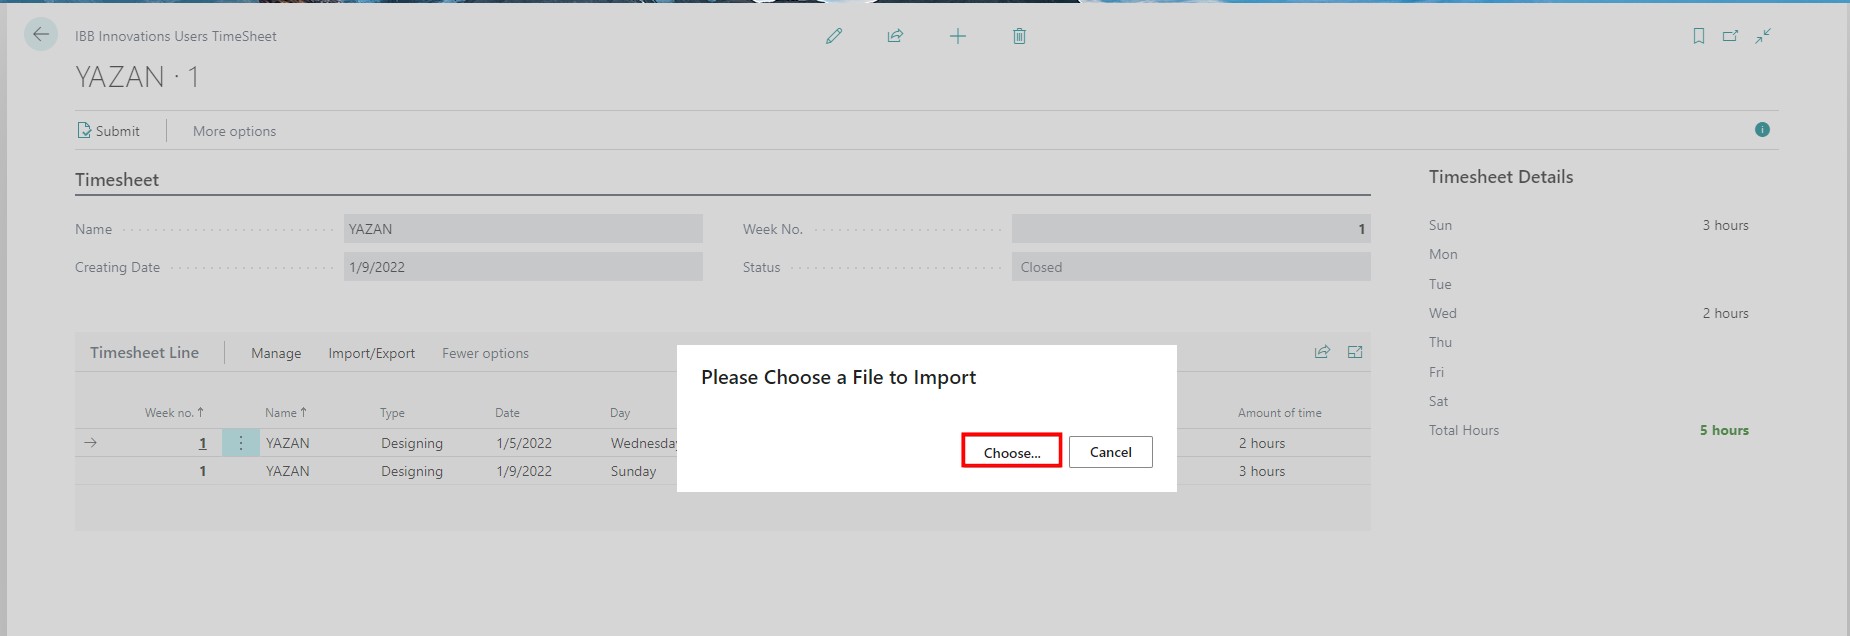 IBB Innovations Users TimeSheet
YAZAN · 1
Submit
More options
Timesheet
Name
YAZAN
Week No.
1
Creating Date
1/9/2022
Status
Closed
Timesheet Details
Sun
3 hours
Mon
Tue
Wed
2 hours
Thu
Fri
Sat
Total Hours
5 hours
Timesheet Line
Manage
Import/Export
Fewer options
Week no. ↑
Name ↑
Type
Date
Day
Amount of time
1
YAZAN
Designing
1/5/2022
Wednesday
2 hours
1
YAZAN
Designing
1/9/2022
Sunday
3 hours
Please Choose a File to Import
Choose...
Cancel